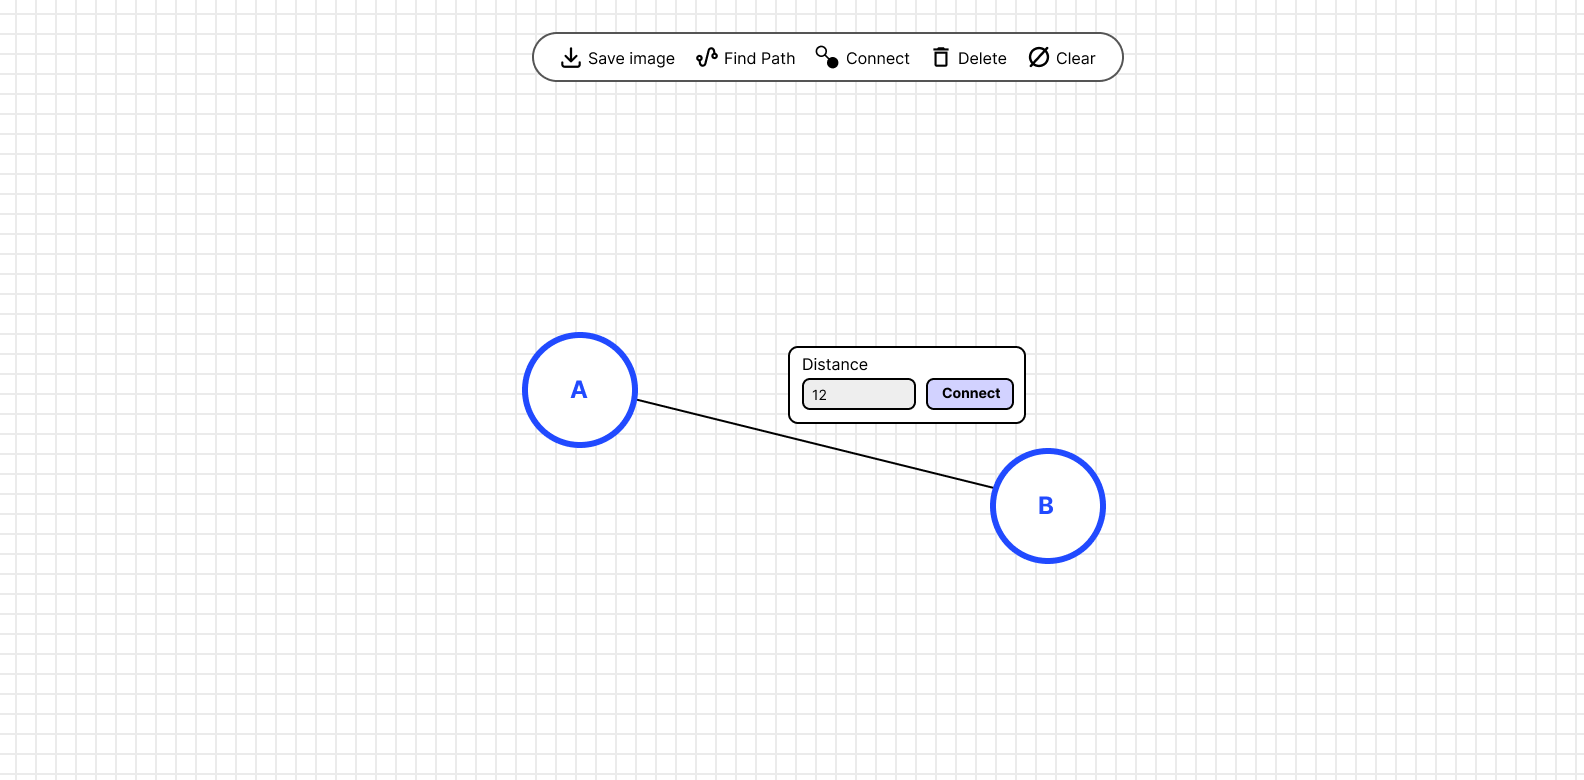 Save image Find Path Connect Delete Clear
Distance
12 Connect
A
B